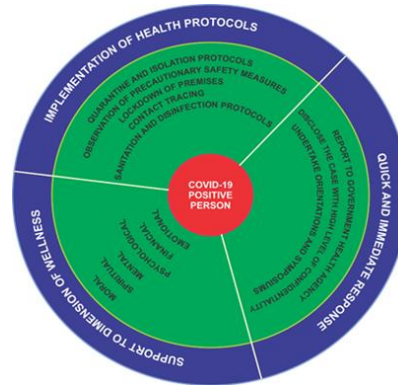 IMPLEMENTATION OF HEALTH PROTOCOLS
QUARANTINE AND ISOLATION PROTOCOLS
OBSERVATION OF PRECAUTIONARY SAFETY MEASURES
LOCKDOWN OF PREMISES
CONTACT TRACING
SANITATION AND DISINFECTION PROTOCOLS
QUICK AND IMMEDIATE RESPONSE
REPORT TO GOVERNMENT HEALTH AGENCY
DISCLOSE THE CASE WITH HIGH LEVEL OF CONFIDENTIALITY
UNDERTAKE ORIENTATIONS AND SYMPOSIUMS
COVID-19
POSITIVE
PERSON
EMOTIONAL
FINANCIAL
PSYCHOLOGICAL
MENTAL
SPIRITUAL
MORAL
SUPPORT TO DIMENSION OF WELLNESS